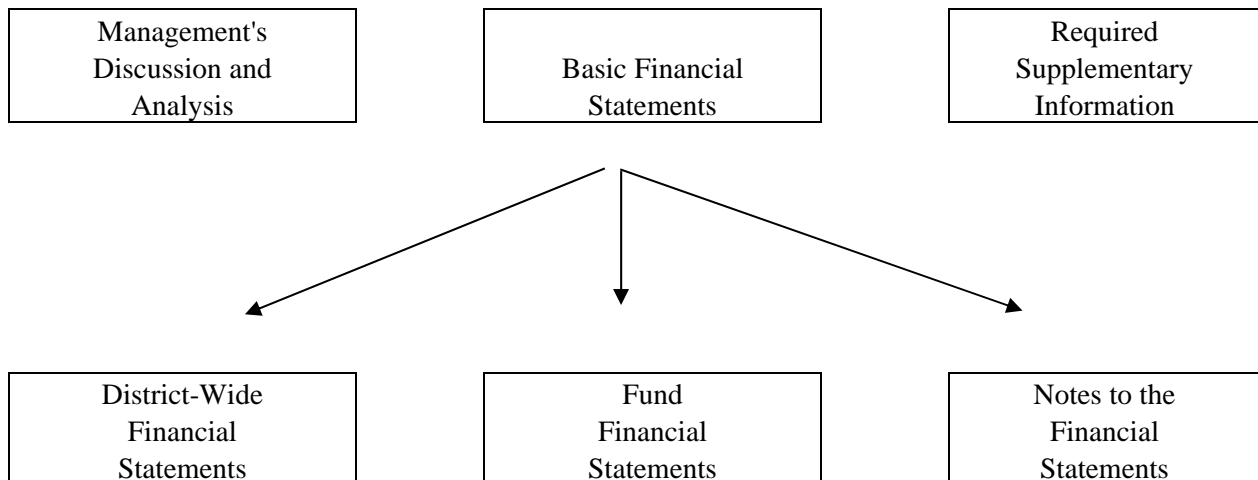 Management's
Discussion and
Analysis
Basic Financial
Statements
Required
Supplementary
Information
District-Wide
Financial
Statements
Fund
Financial
Statements
Notes to the
Financial
Statements